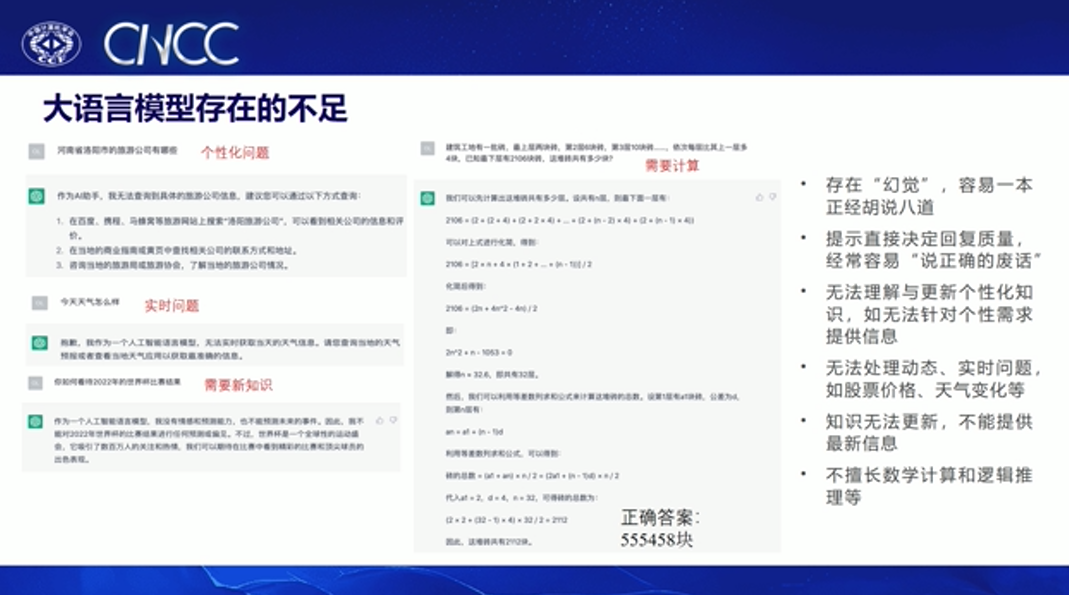 CNCC
CCF
大语言模型存在的不足
河南省洛阳市的旅游公司有哪些
个性化问题
作为AI助手，我无法查询到具体的旅游公司信息，建议您可以通过以下方式查询：
1. 在百度、携程、马蜂窝等旅游网站上搜索"洛阳旅游公司"，可以看到相关公司的信息和评
价。
2. 在当地的商业指南或黄页中查找相关公司的联系方式和地址。
3. 咨询当地的旅游局或旅游协会，了解当地的旅游公司情况。
今天天气怎么样
实时问题
抱歉，我作为一个人工智能语言模型，无法实时获取当天的天气信息。请您查询当地的天气
预报或者查看当地天气应用以获取最准确的信息。
你如何看待2022年的世界杯比赛结果
需要新知识
作为一个人工智能语言模型，我没有情感和预测能力，也不能预测未来的事件。因此，我不
能对2022年世界杯的比赛结果进行任何预测或偏见。不过，世界杯是一个全球性的运动盛
会，它吸引了数百万人的关注和热情，我们可以期待在比赛中看到精彩的比赛和顶尖球员的
出色表现。
建筑工地有一批砖，最上层两块砖，第2层6块砖，第3层10块砖……，依次每层比其上一层多
4块，已知最下层有2106块砖，这堆砖共有多少块?
需要计算
我们可以先计算出这堆砖共有多少层。设共有n层，则最下面一层有：
2106 = (2 + (2 + 4) + (2 + 2 × 4) + ... + (2 + (n - 2) × 4) + (2 + (n - 1) × 4))
可以对上式进行化简，得到：
2106 = [2 × n + 4 × (1 + 2 + ... + (n - 1))] / 2
化简后得到：
2106 = (2n + 4n^2 - 4n) / 2
即：
2n^2 + n - 1053 = 0
解得n = 32.6，即共有32层。
然后，我们可以利用等差数列求和公式来计算这堆砖的总数。设第1层有a1块砖，公差为d，
则第n层有：
an = a1 + (n - 1)d
利用等差数列求和公式，可以得到：
砖的总数 = (a1 + an) × n / 2 = (2a1 + (n - 1)d) × n / 2
代入a1 = 2，d = 4，n = 32，可得砖的总数为：
(2 × 2 + (32 - 1) × 4) × 32 / 2 = 2112
因此，这堆砖共有2112块。
正确答案：
555458块
• 存在“幻觉”，容易一本
正经胡说八道
• 提示直接决定回复质量，
经常容易“说正确的废话”
• 无法理解与更新个性化知
识，如无法针对个性需求
提供信息
• 无法处理动态、实时问题，
如股票价格、天气变化等
• 知识无法更新，不能提供
最新信息
• 不擅长数学计算和逻辑推
理等